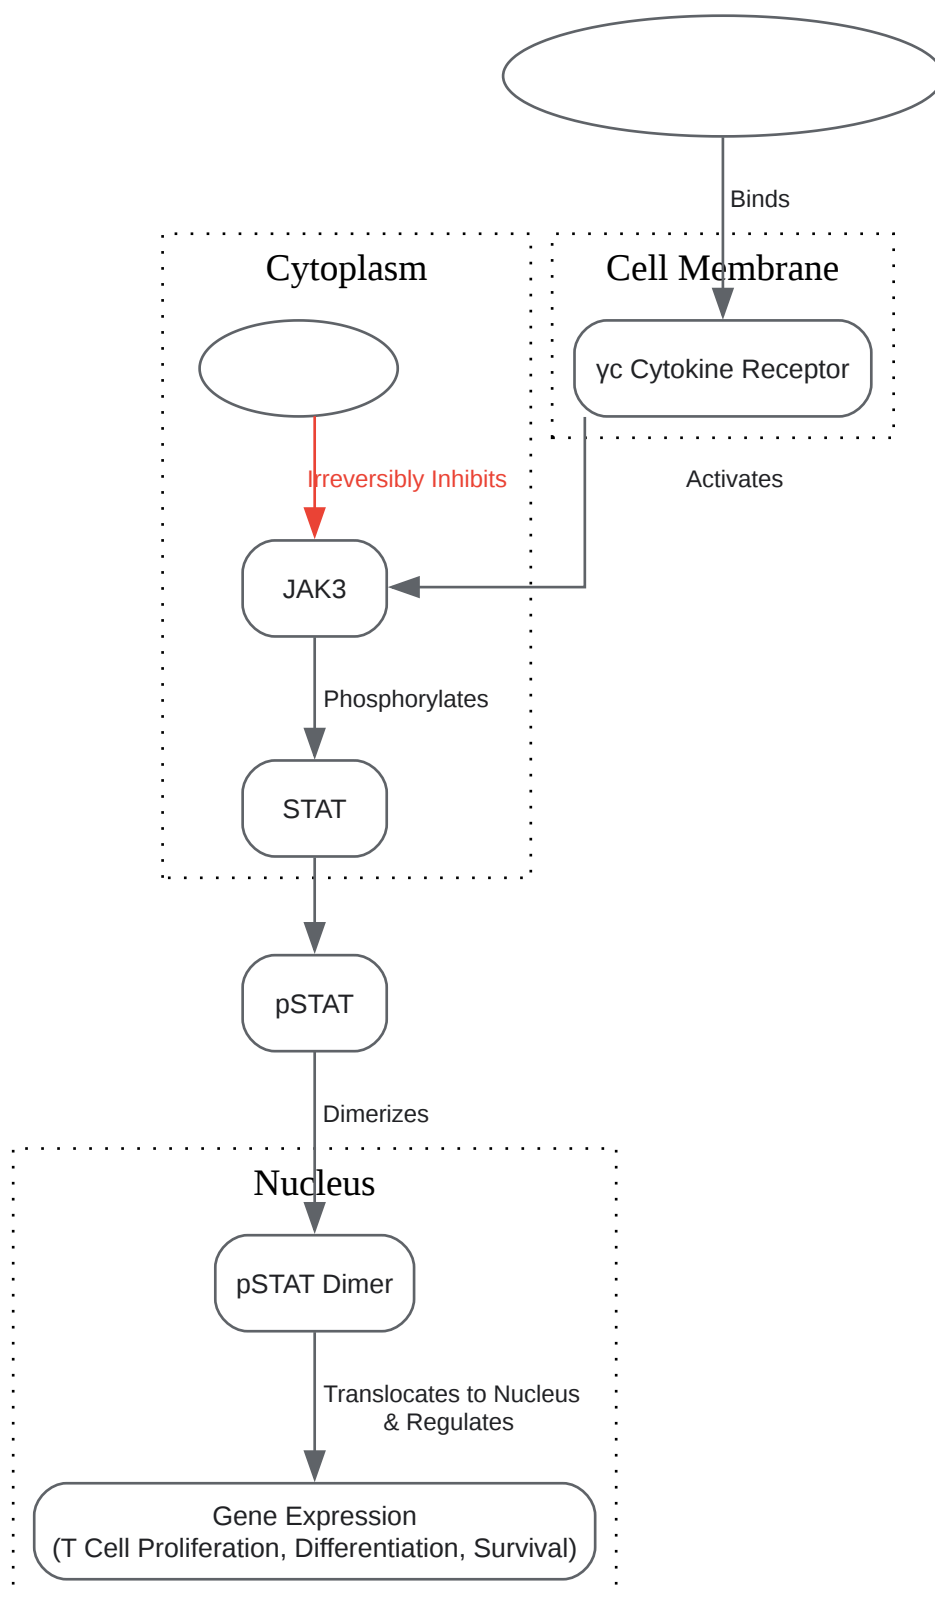 Binds
Cytoplasm
Cell Membrane
γc Cytokine Receptor
Irreversibly Inhibits
Activates
JAK3
Phosphorylates
STAT
pSTAT
Dimerizes
Nucleus
pSTAT Dimer
Translocates to Nucleus
& Regulates
Gene Expression
(T Cell Proliferation, Differentiation, Survival)